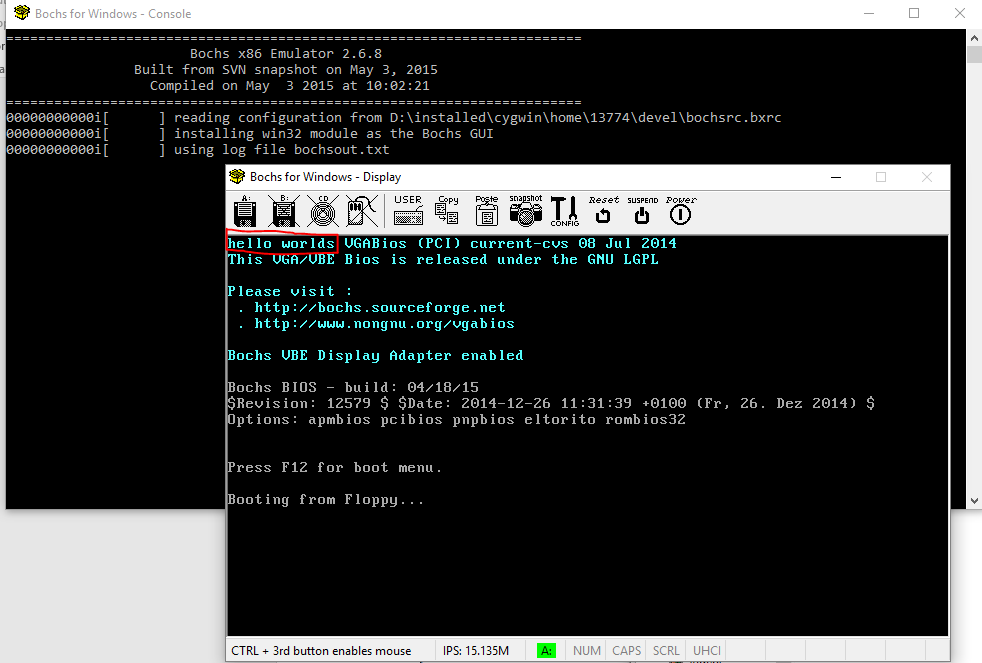 Bochs for Windows - Console
========================================================================
Bochs x86 Emulator 2.6.8
Built from SVN snapshot on May 3, 2015
Compiled on May  3 2015 at 10:02:21
========================================================================
00000000000i[      ] reading configuration from D:\installed\cygwin\home\13774\devel\bochsrc.bxrc
00000000000i[      ] installing win32 module as the Bochs GUI
00000000000i[      ] using log file bochsout.txt
Bochs for Windows - Display
A: B: CD USER Copy Paste snapshot CONFIG Reset SUSPEND Power
hello worlds VGABios (PCI) current-cvs 08 Jul 2014
This VGA/VBE Bios is released under the GNU LGPL
Please visit :
. http://bochs.sourceforge.net
. http://www.nongnu.org/vgabios
Bochs VBE Display Adapter enabled
Bochs BIOS - build: 04/18/15
$Revision: 12579 $ $Date: 2014-12-26 11:31:39 +0100 (Fr, 26. Dez 2014) $
Options: apmbios pcibios pnpbios eltorito rombios32
Press F12 for boot menu.
Booting from Floppy...
CTRL + 3rd button enables mouse IPS: 15.135M A: NUM CAPS SCRL UHCI